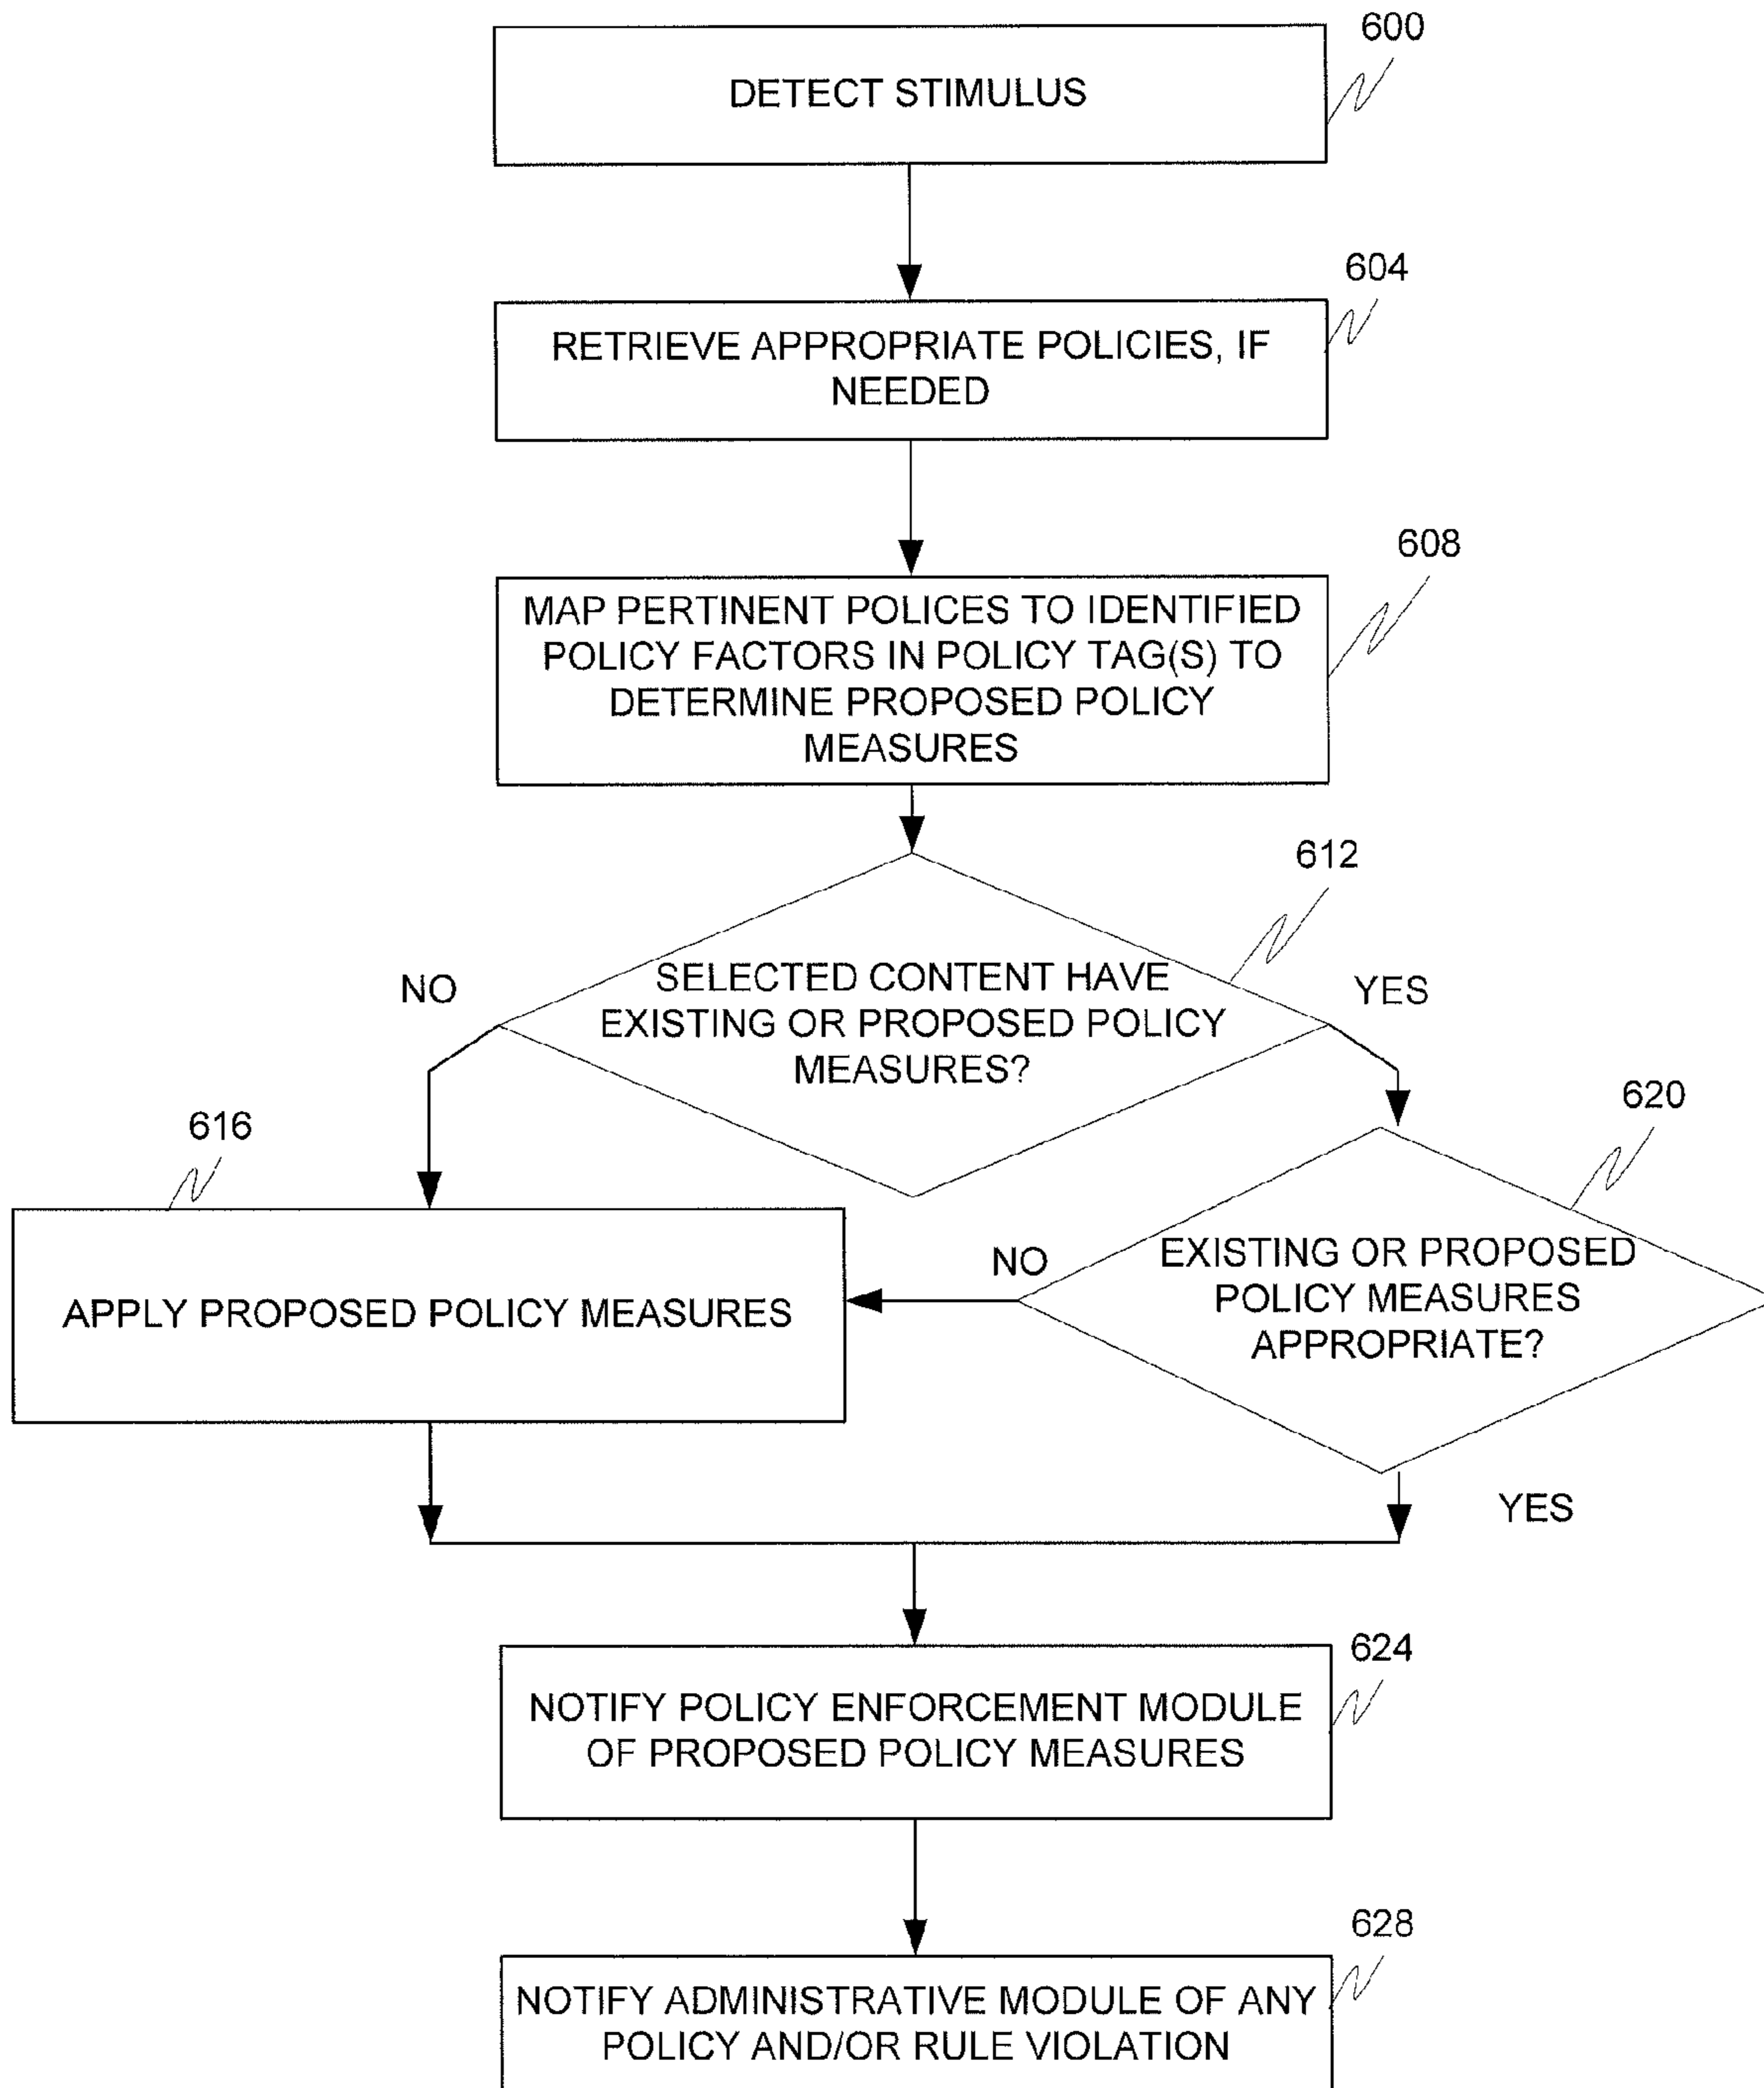 600
DETECT STIMULUS
604
RETRIEVE APPROPRIATE POLICIES, IF
NEEDED
608
MAP PERTINENT POLICES TO IDENTIFIED
POLICY FACTORS IN POLICY TAG(S) TO
DETERMINE PROPOSED POLICY
MEASURES
612
NO
SELECTED CONTENT HAVE
EXISTING OR PROPOSED POLICY
MEASURES?
YES
616
620
APPLY PROPOSED POLICY MEASURES
NO
EXISTING OR PROPOSED
POLICY MEASURES
APPROPRIATE?
YES
624
NOTIFY POLICY ENFORCEMENT MODULE
OF PROPOSED POLICY MEASURES
628
NOTIFY ADMINISTRATIVE MODULE OF ANY
POLICY AND/OR RULE VIOLATION